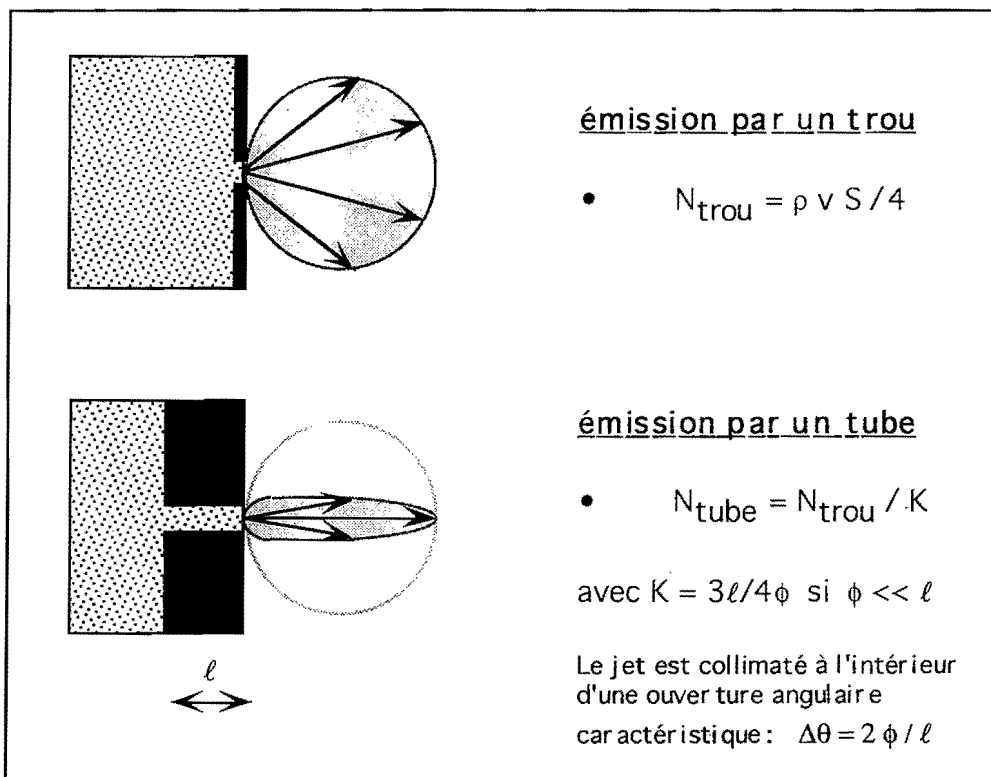 émission par un trou
• N_trou = ρ v S / 4
émission par un tube
• N_tube = N_trou / K
avec K = 3ℓ/4ϕ si ϕ << ℓ
ℓ
Le jet est collimaté à l'intérieur
d'une ouverture angulaire
caractéristique: Δθ = 2 ϕ / ℓ